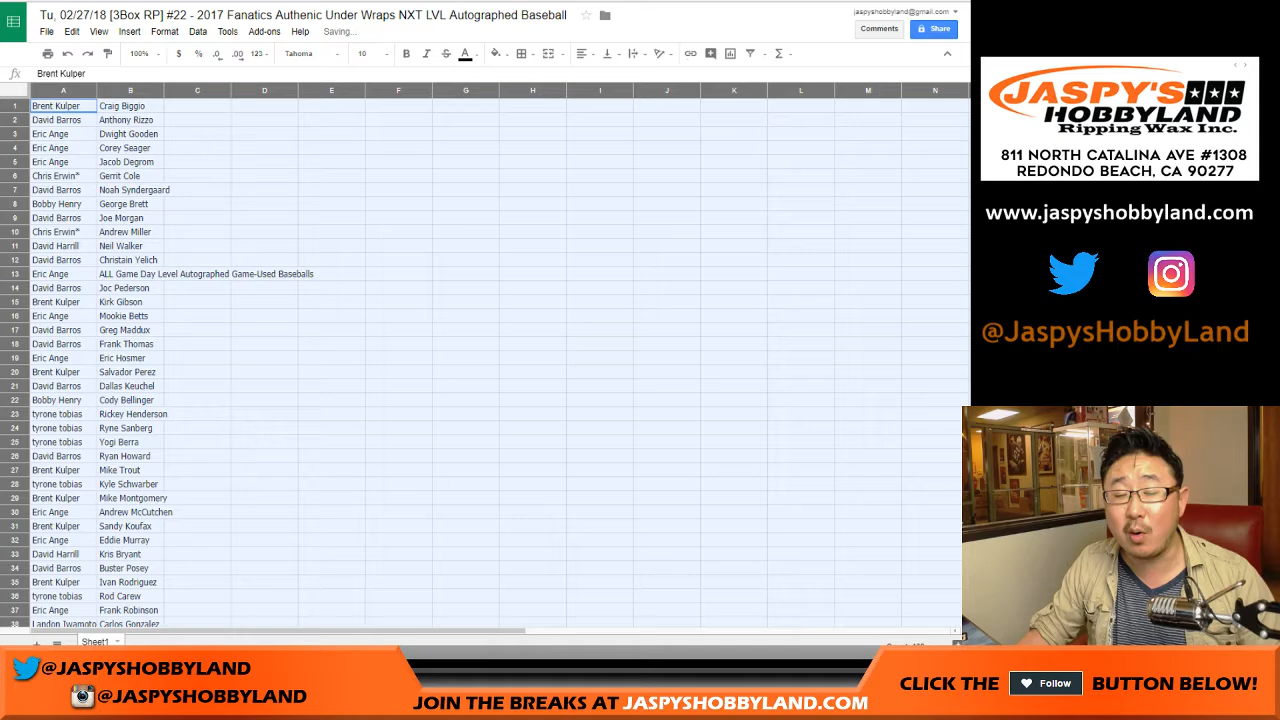 Tu, 02/27/18 [3Box RP] #22 - 2017 Fanatics Authenic Under Wraps NXT LVL Autographed Baseball
jaspyshobbyland@gmail.com
File Edit View Insert Format Data Tools Add-ons Help Saving...
Comments Share
100% $ % .0 .00 123 Tahoma 10 B I S A Σ
fx Brent Kulper
A B C D E F G H I J K L M N
1 Brent Kulper Craig Biggio
2 David Barros Anthony Rizzo
3 Eric Ange Dwight Gooden
4 Eric Ange Corey Seager
5 Eric Ange Jacob Degrom
6 Chris Erwin* Gerrit Cole
7 David Barros Noah Syndergaard
8 Bobby Henry George Brett
9 David Barros Joe Morgan
10 Chris Erwin* Andrew Miller
11 David Harrill Neil Walker
12 David Barros Christain Yelich
13 Eric Ange ALL Game Day Level Autographed Game-Used Baseballs
14 David Barros Joc Pederson
15 Brent Kulper Kirk Gibson
16 Eric Ange Mookie Betts
17 David Barros Greg Maddux
18 David Barros Frank Thomas
19 Eric Ange Eric Hosmer
20 Brent Kulper Salvador Perez
21 David Barros Dallas Keuchel
22 Bobby Henry Cody Bellinger
23 tyrone tobias Rickey Henderson
24 tyrone tobias Ryne Sanberg
25 tyrone tobias Yogi Berra
26 David Barros Ryan Howard
27 Brent Kulper Mike Trout
28 tyrone tobias Kyle Schwarber
29 Brent Kulper Mike Montgomery
30 Eric Ange Andrew McCutchen
31 Brent Kulper Sandy Koufax
32 Eric Ange Eddie Murray
33 David Harrill Kris Bryant
34 David Barros Buster Posey
35 Brent Kulper Ivan Rodriguez
36 tyrone tobias Rod Carew
37 Eric Ange Frank Robinson
38 Landon Iwamoto Carlos Gonzalez
Sheet1
JASPY'S
HOBBYLAND
Ripping Wax Inc.
811 NORTH CATALINA AVE #1308
REDONDO BEACH, CA 90277
www.jaspyshobbyland.com
@JaspysHobbyLand
@JASPYSHOBBYLAND
@JASPYSHOBBYLAND
JOIN THE BREAKS AT JASPYSHOBBYLAND.COM
CLICK THE Follow BUTTON BELOW!